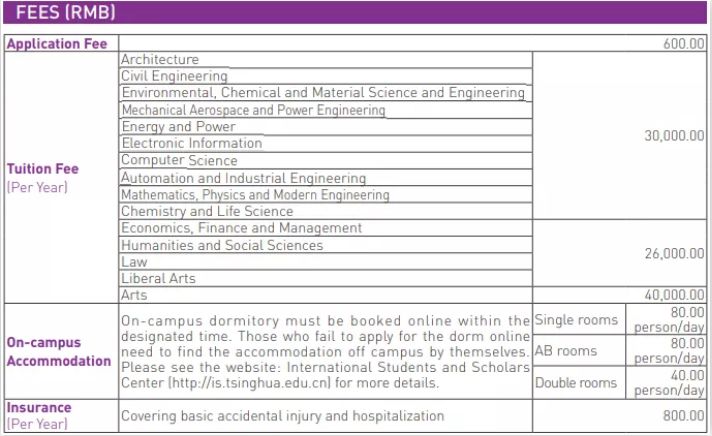 FEES (RMB)
Application Fee 600.00
Tuition Fee
(Per Year)
Architecture
Civil Engineering
Environmental, Chemical and Material Science and Engineering
Mechanical Aerospace and Power Engineering
Energy and Power
Electronic Information
Computer Science
Automation and Industrial Engineering
Mathematics, Physics and Modern Engineering
Chemistry and Life Science
30,000.00
Economics, Finance and Management
Humanities and Social Sciences
Law
Liberal Arts
26,000.00
Arts 40,000.00
On-campus
Accommodation
On-campus dormitory must be booked online within the
designated time. Those who fail to apply for the dorm online
need to find the accommodation off campus by themselves.
Please see the website: International Students and Scholars
Center (http://is.tsinghua.edu.cn) for more details.
Single rooms 80.00
person/day
AB rooms 80.00
person/day
Double rooms 40.00
person/day
Insurance
(Per Year)
Covering basic accidental injury and hospitalization 800.00